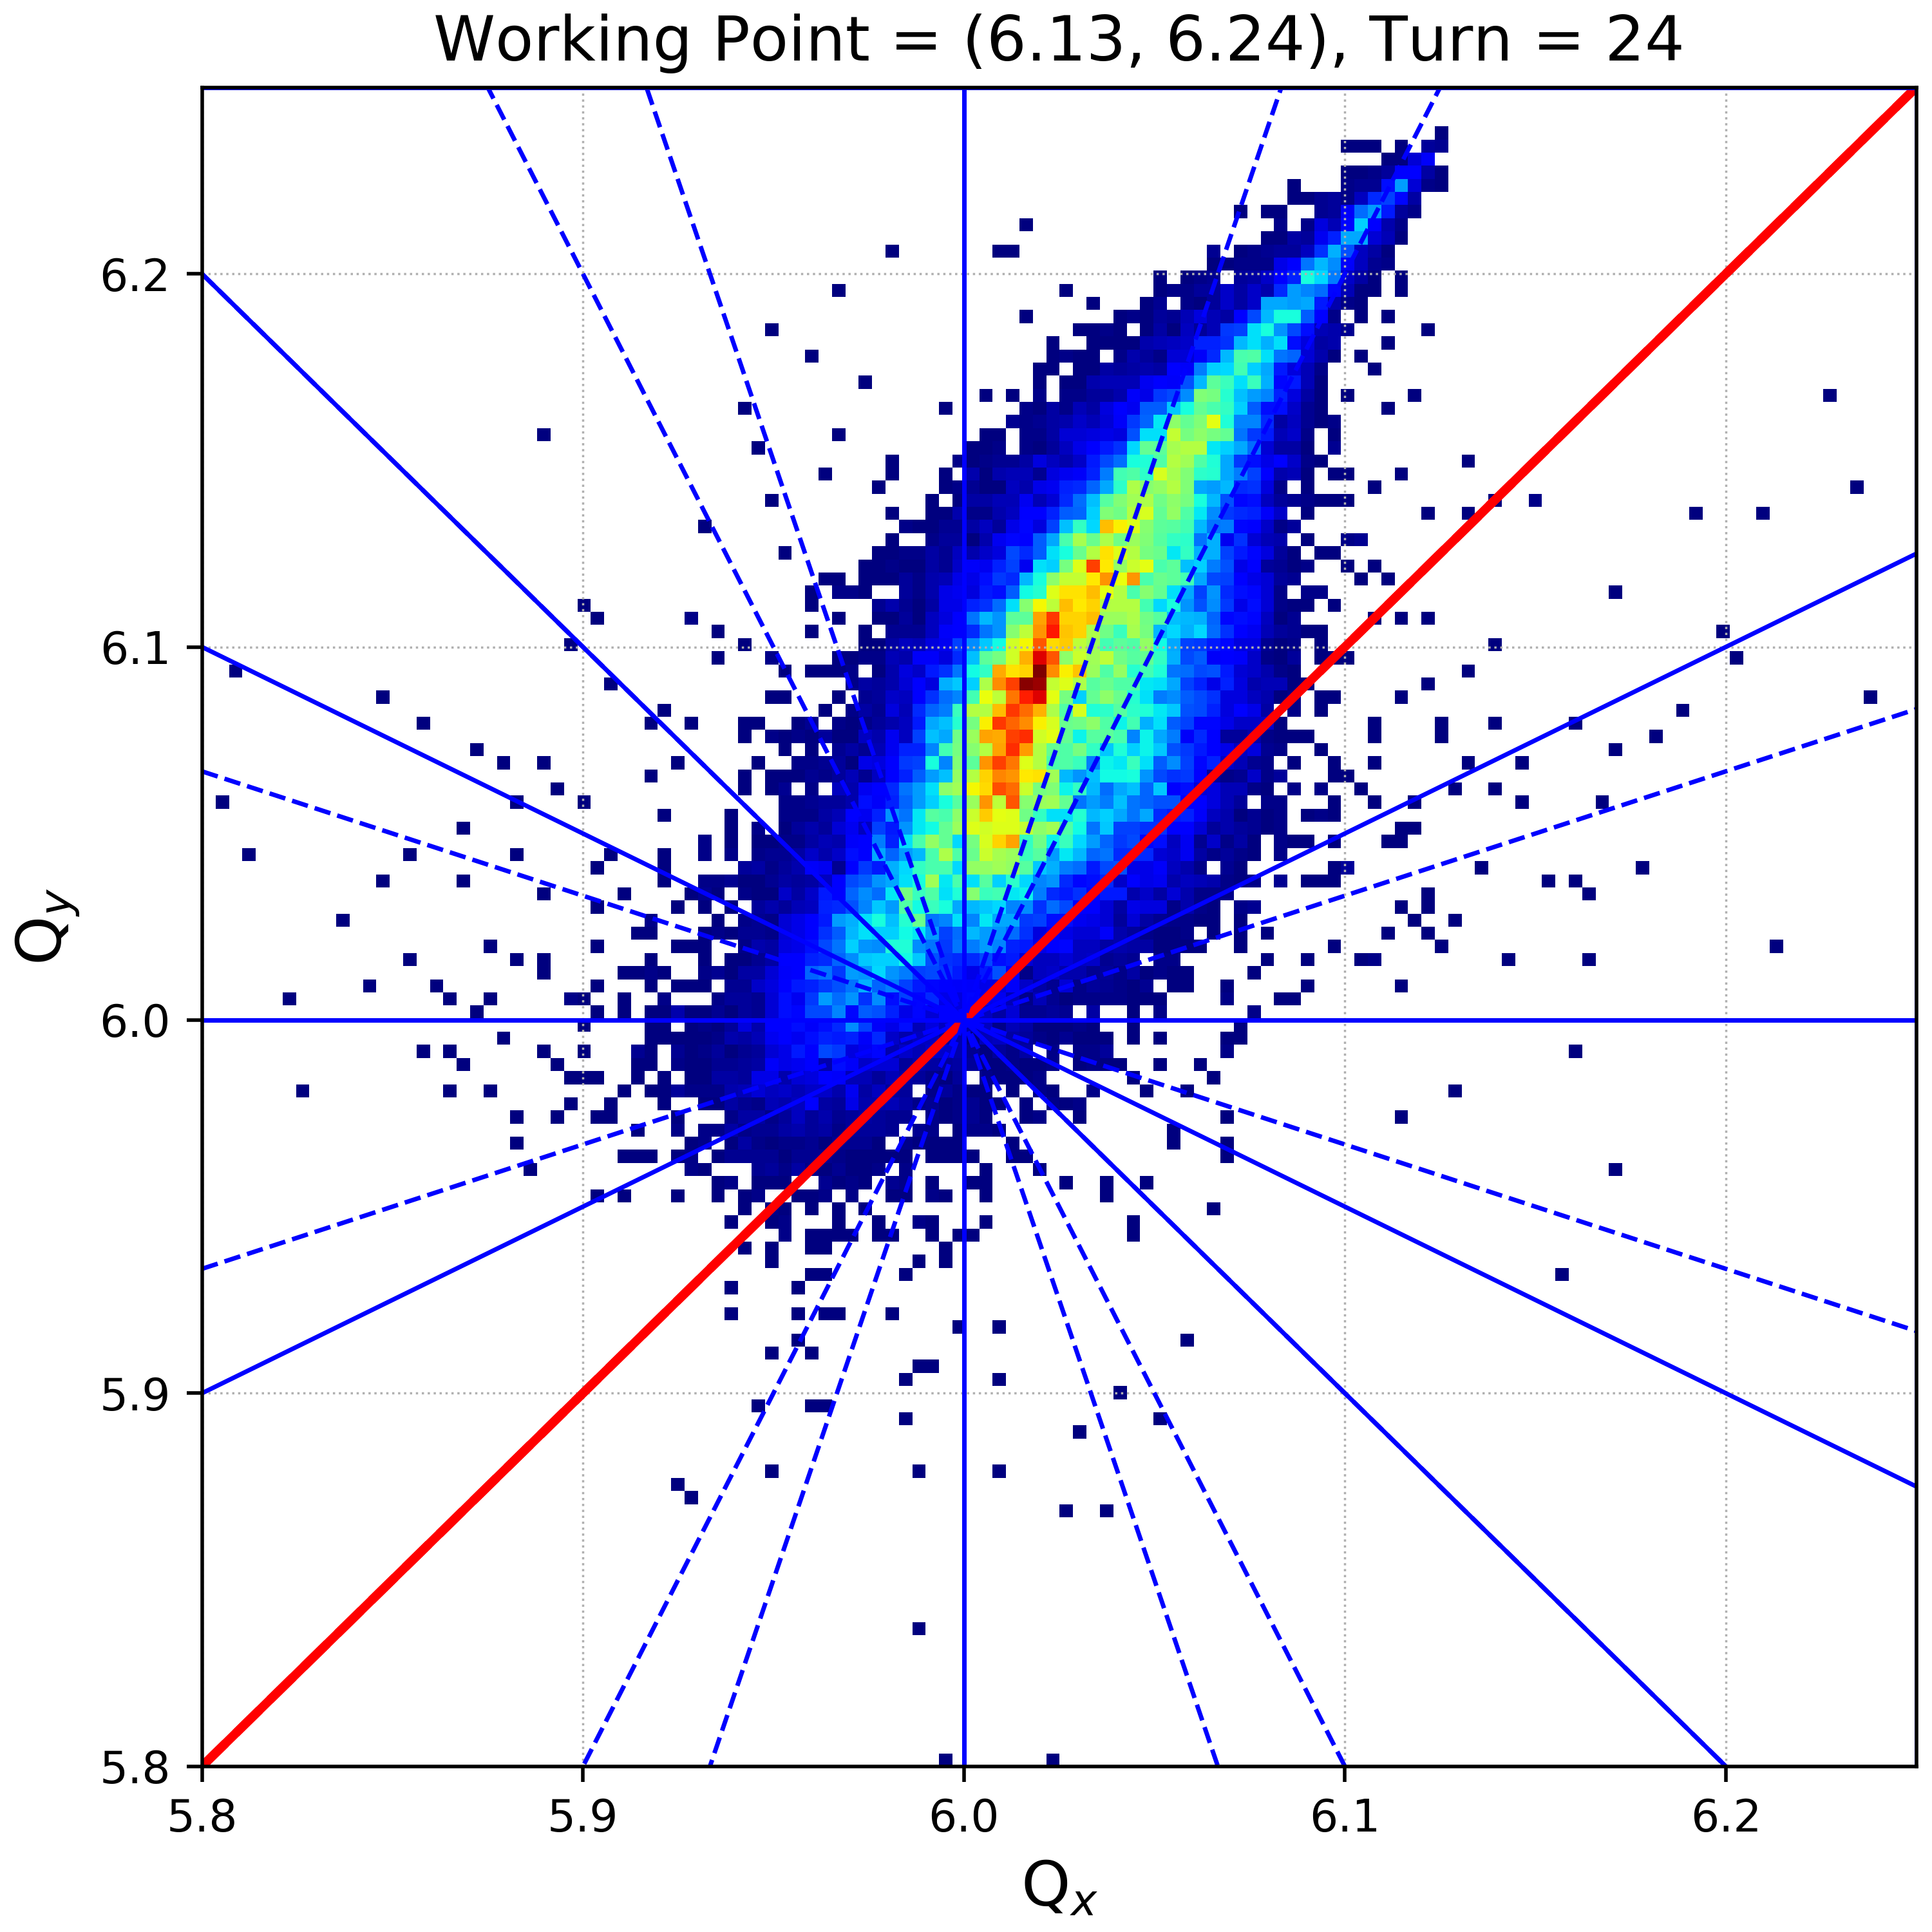 Working Point = (6.13, 6.24), Turn = 24
6.2
6.1
6.0
5.9
5.8
Qy
5.8 5.9 6.0 6.1 6.2
Qx